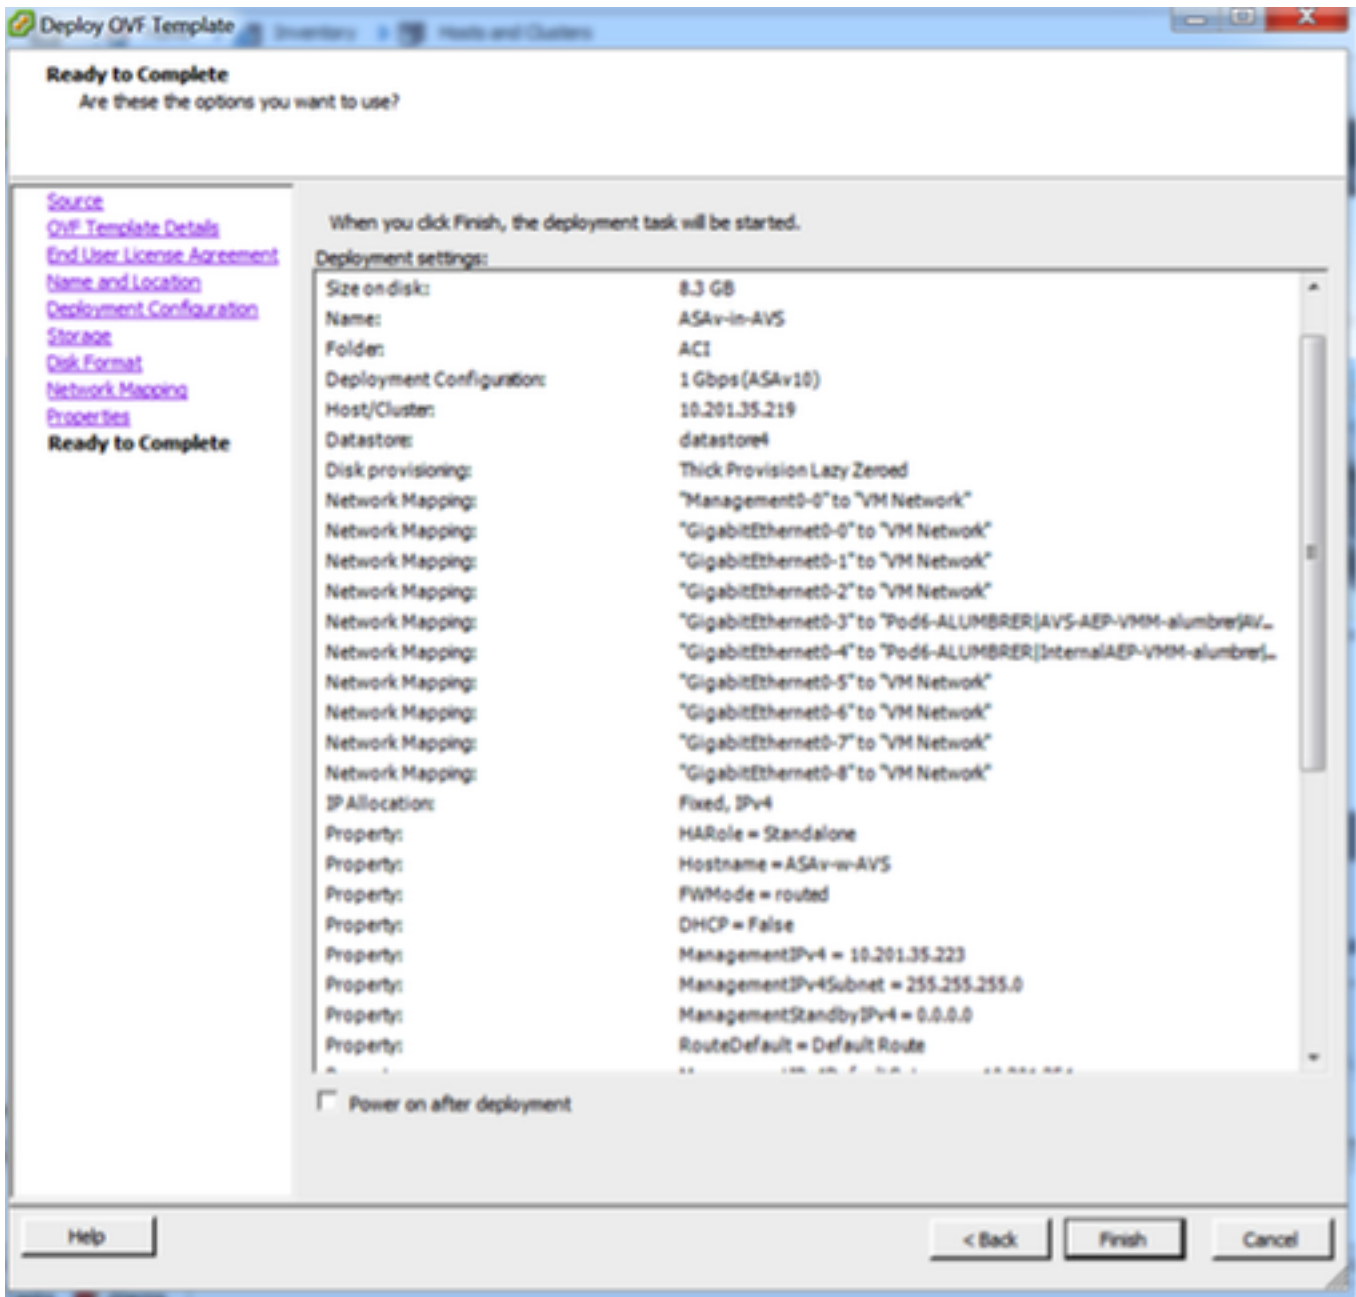 Deploy OVF Template
Inventory Hosts and Clusters
Ready to Complete
Are these the options you want to use?
Source
OVF Template Details
End User License Agreement
Name and Location
Deployment Configuration
Storage
Disk Format
Network Mapping
Properties
Ready to Complete
When you click Finish, the deployment task will be started.
Deployment settings:
Size on disk: 8.3 GB
Name: ASAv-in-AVS
Folder: ACI
Deployment Configuration: 1 Gbps (ASAv10)
Host/Cluster: 10.201.35.219
Datastore: datastore4
Disk provisioning: Thick Provision Lazy Zeroed
Network Mapping: "Management0-0" to "VM Network"
Network Mapping: "GigabitEthernet0-0" to "VM Network"
Network Mapping: "GigabitEthernet0-1" to "VM Network"
Network Mapping: "GigabitEthernet0-2" to "VM Network"
Network Mapping: "GigabitEthernet0-3" to "Pod6-ALUMBRER|AVS-AEP-VMM-alumbrer|AV...
Network Mapping: "GigabitEthernet0-4" to "Pod6-ALUMBRER|InternalAEP-VMM-alumbrer|...
Network Mapping: "GigabitEthernet0-5" to "VM Network"
Network Mapping: "GigabitEthernet0-6" to "VM Network"
Network Mapping: "GigabitEthernet0-7" to "VM Network"
Network Mapping: "GigabitEthernet0-8" to "VM Network"
IP Allocation: Fixed, IPv4
Property: HARole = Standalone
Property: Hostname = ASAv-w-AVS
Property: FWMode = routed
Property: DHCP = False
Property: ManagementIPv4 = 10.201.35.223
Property: ManagementIPv4Subnet = 255.255.255.0
Property: ManagementStandbyIPv4 = 0.0.0.0
Property: RouteDefault = Default Route
Power on after deployment
Help
< Back
Finish
Cancel